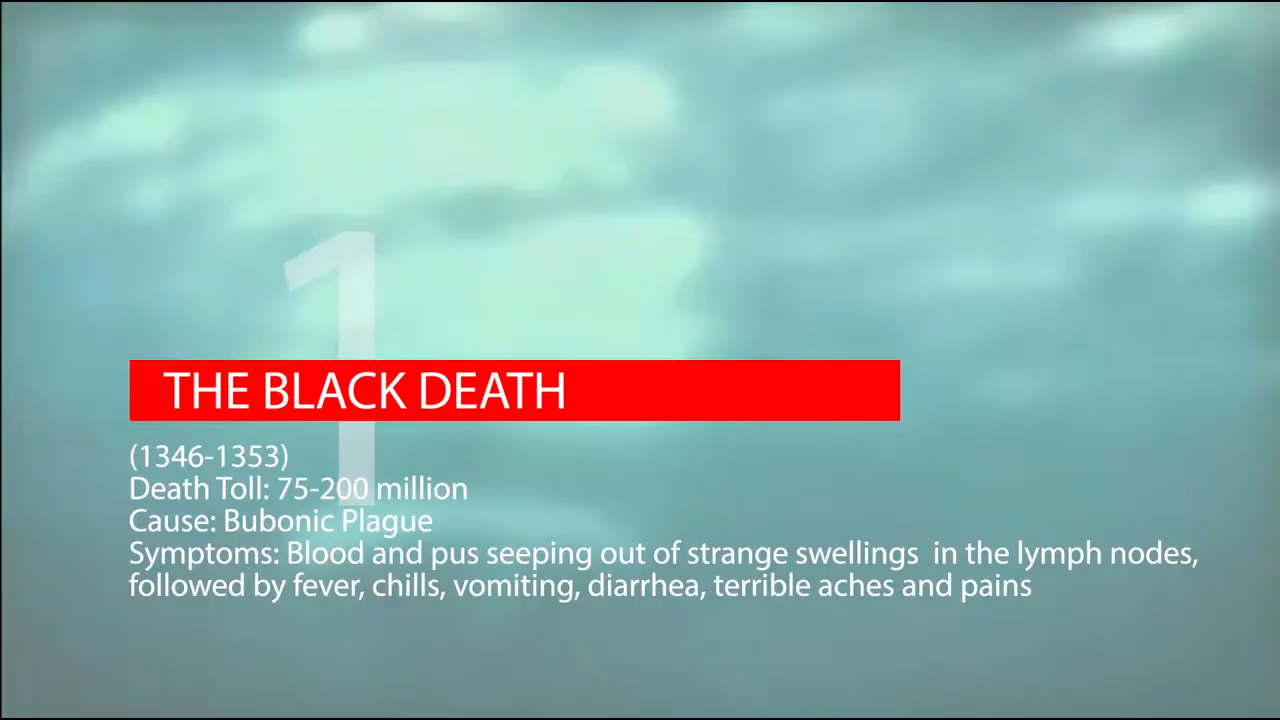 1
THE BLACK DEATH
(1346-1353)
Death Toll: 75-200 million
Cause: Bubonic Plague
Symptoms: Blood and pus seeping out of strange swellings  in the lymph nodes,
followed by fever, chills, vomiting, diarrhea, terrible aches and pains